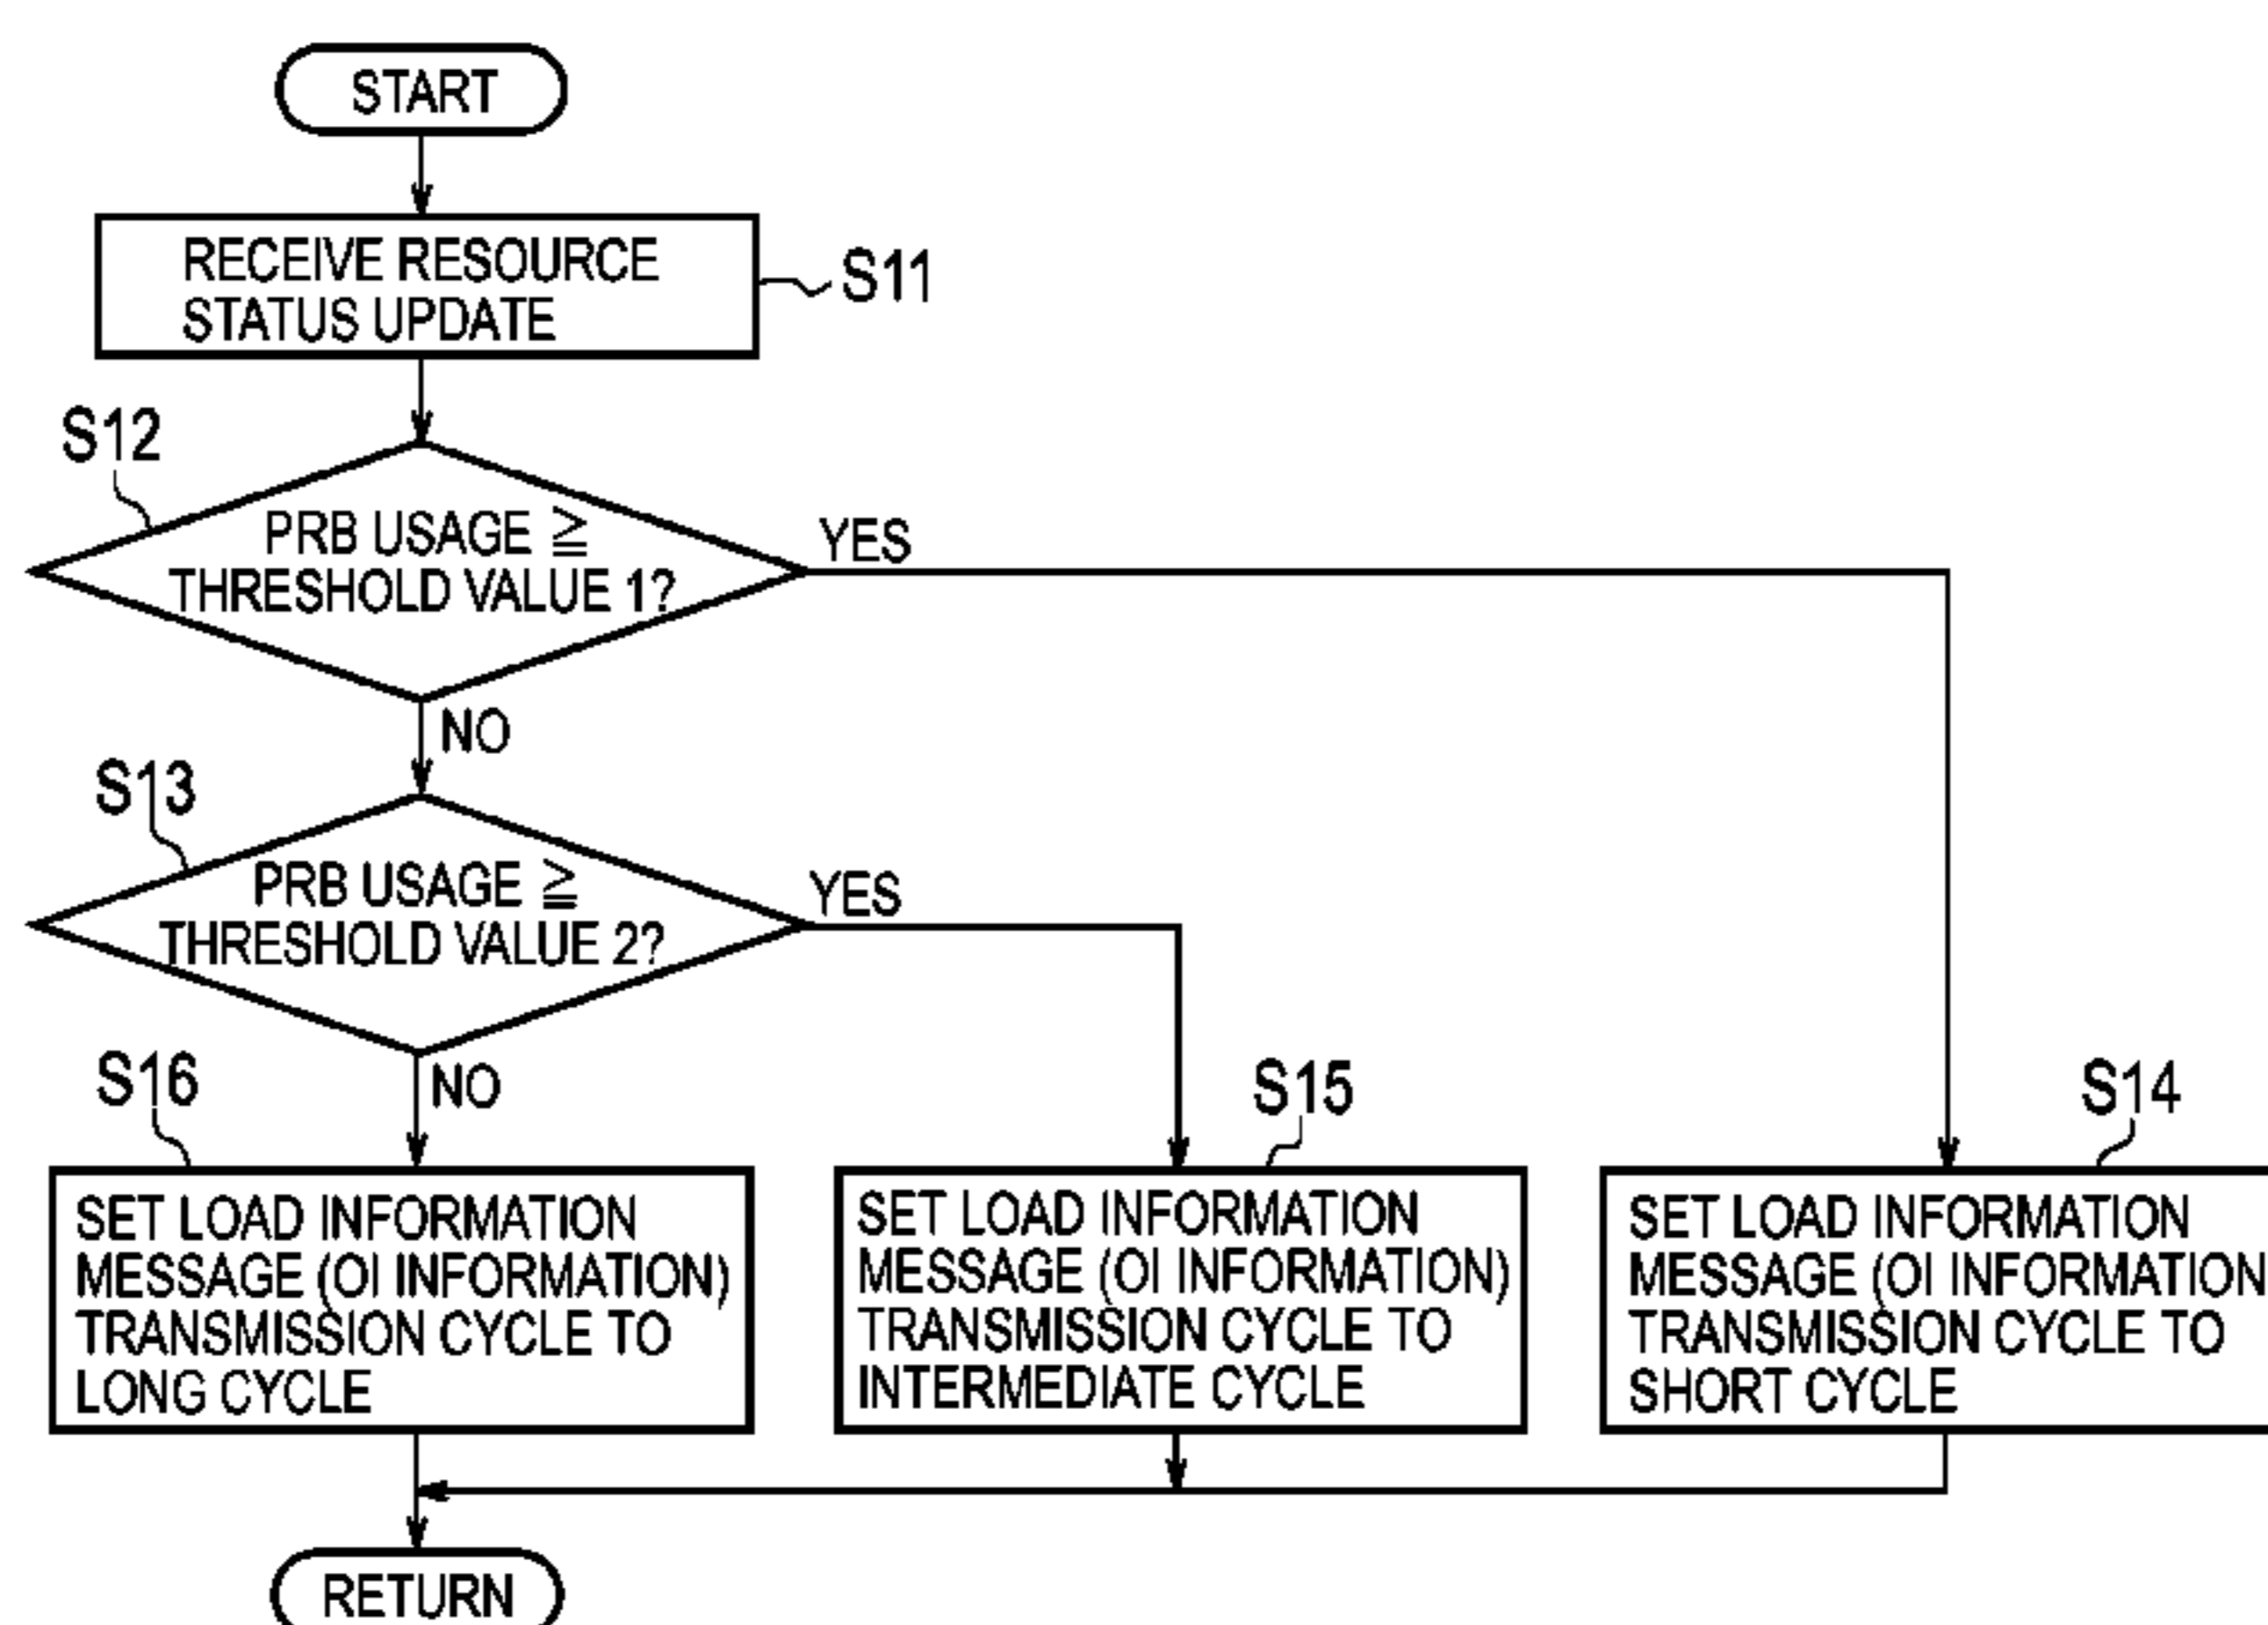 START
RECEIVE RESOURCE
STATUS UPDATE
S11
S12
PRB USAGE ≧
THRESHOLD VALUE 1?
YES
NO
S13
PRB USAGE ≧
THRESHOLD VALUE 2?
YES
NO
S16
SET LOAD INFORMATION
MESSAGE (OI INFORMATION)
TRANSMISSION CYCLE TO
LONG CYCLE
S15
SET LOAD INFORMATION
MESSAGE (OI INFORMATION)
TRANSMISSION CYCLE TO
INTERMEDIATE CYCLE
S14
SET LOAD INFORMATION
MESSAGE (OI INFORMATION
TRANSMISSION CYCLE TO
SHORT CYCLE
RETURN